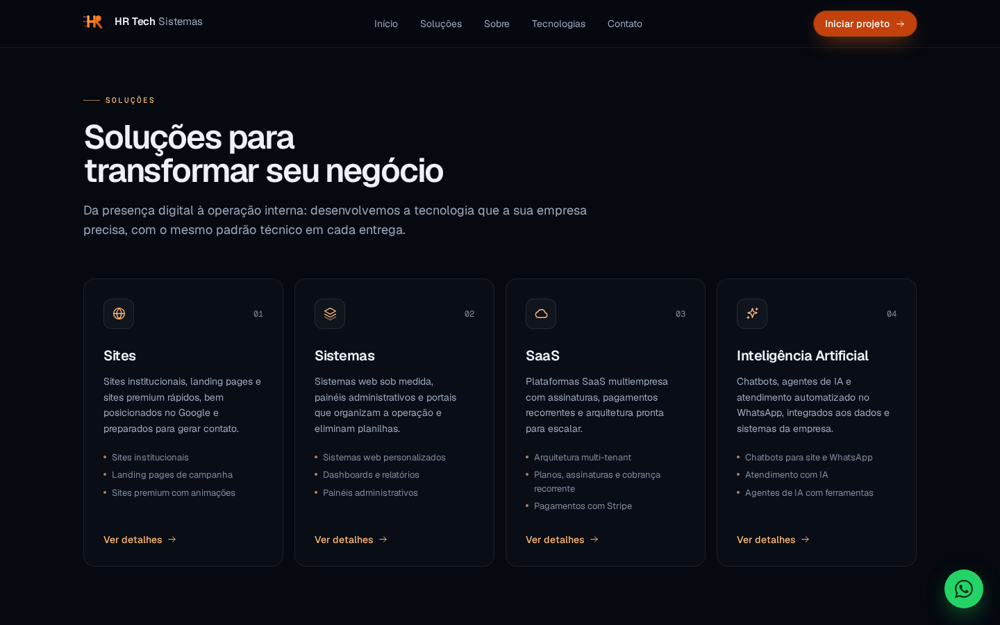 HR Tech Sistemas
Início
Soluções
Sobre
Tecnologias
Contato
Iniciar projeto
SOLUÇÕES
Soluções para
transformar seu negócio
Da presença digital à operação interna: desenvolvemos a tecnologia que a sua empresa
precisa, com o mesmo padrão técnico em cada entrega.
01
Sites
Sites institucionais, landing pages e
sites premium rápidos, bem
posicionados no Google e
preparados para gerar contato.
Sites institucionais
Landing pages de campanha
Sites premium com animações
Ver detalhes
02
Sistemas
Sistemas web sob medida,
painéis administrativos e portais
que organizam a operação e
eliminam planilhas.
Sistemas web personalizados
Dashboards e relatórios
Painéis administrativos
Ver detalhes
03
SaaS
Plataformas SaaS multiempresa
com assinaturas, pagamentos
recorrentes e arquitetura pronta
para escalar.
Arquitetura multi-tenant
Planos, assinaturas e cobrança
recorrente
Pagamentos com Stripe
Ver detalhes
04
Inteligência Artificial
Chatbots, agentes de IA e
atendimento automatizado no
WhatsApp, integrados aos dados e
sistemas da empresa.
Chatbots para site e WhatsApp
Atendimento com IA
Agentes de IA com ferramentas
Ver detalhes